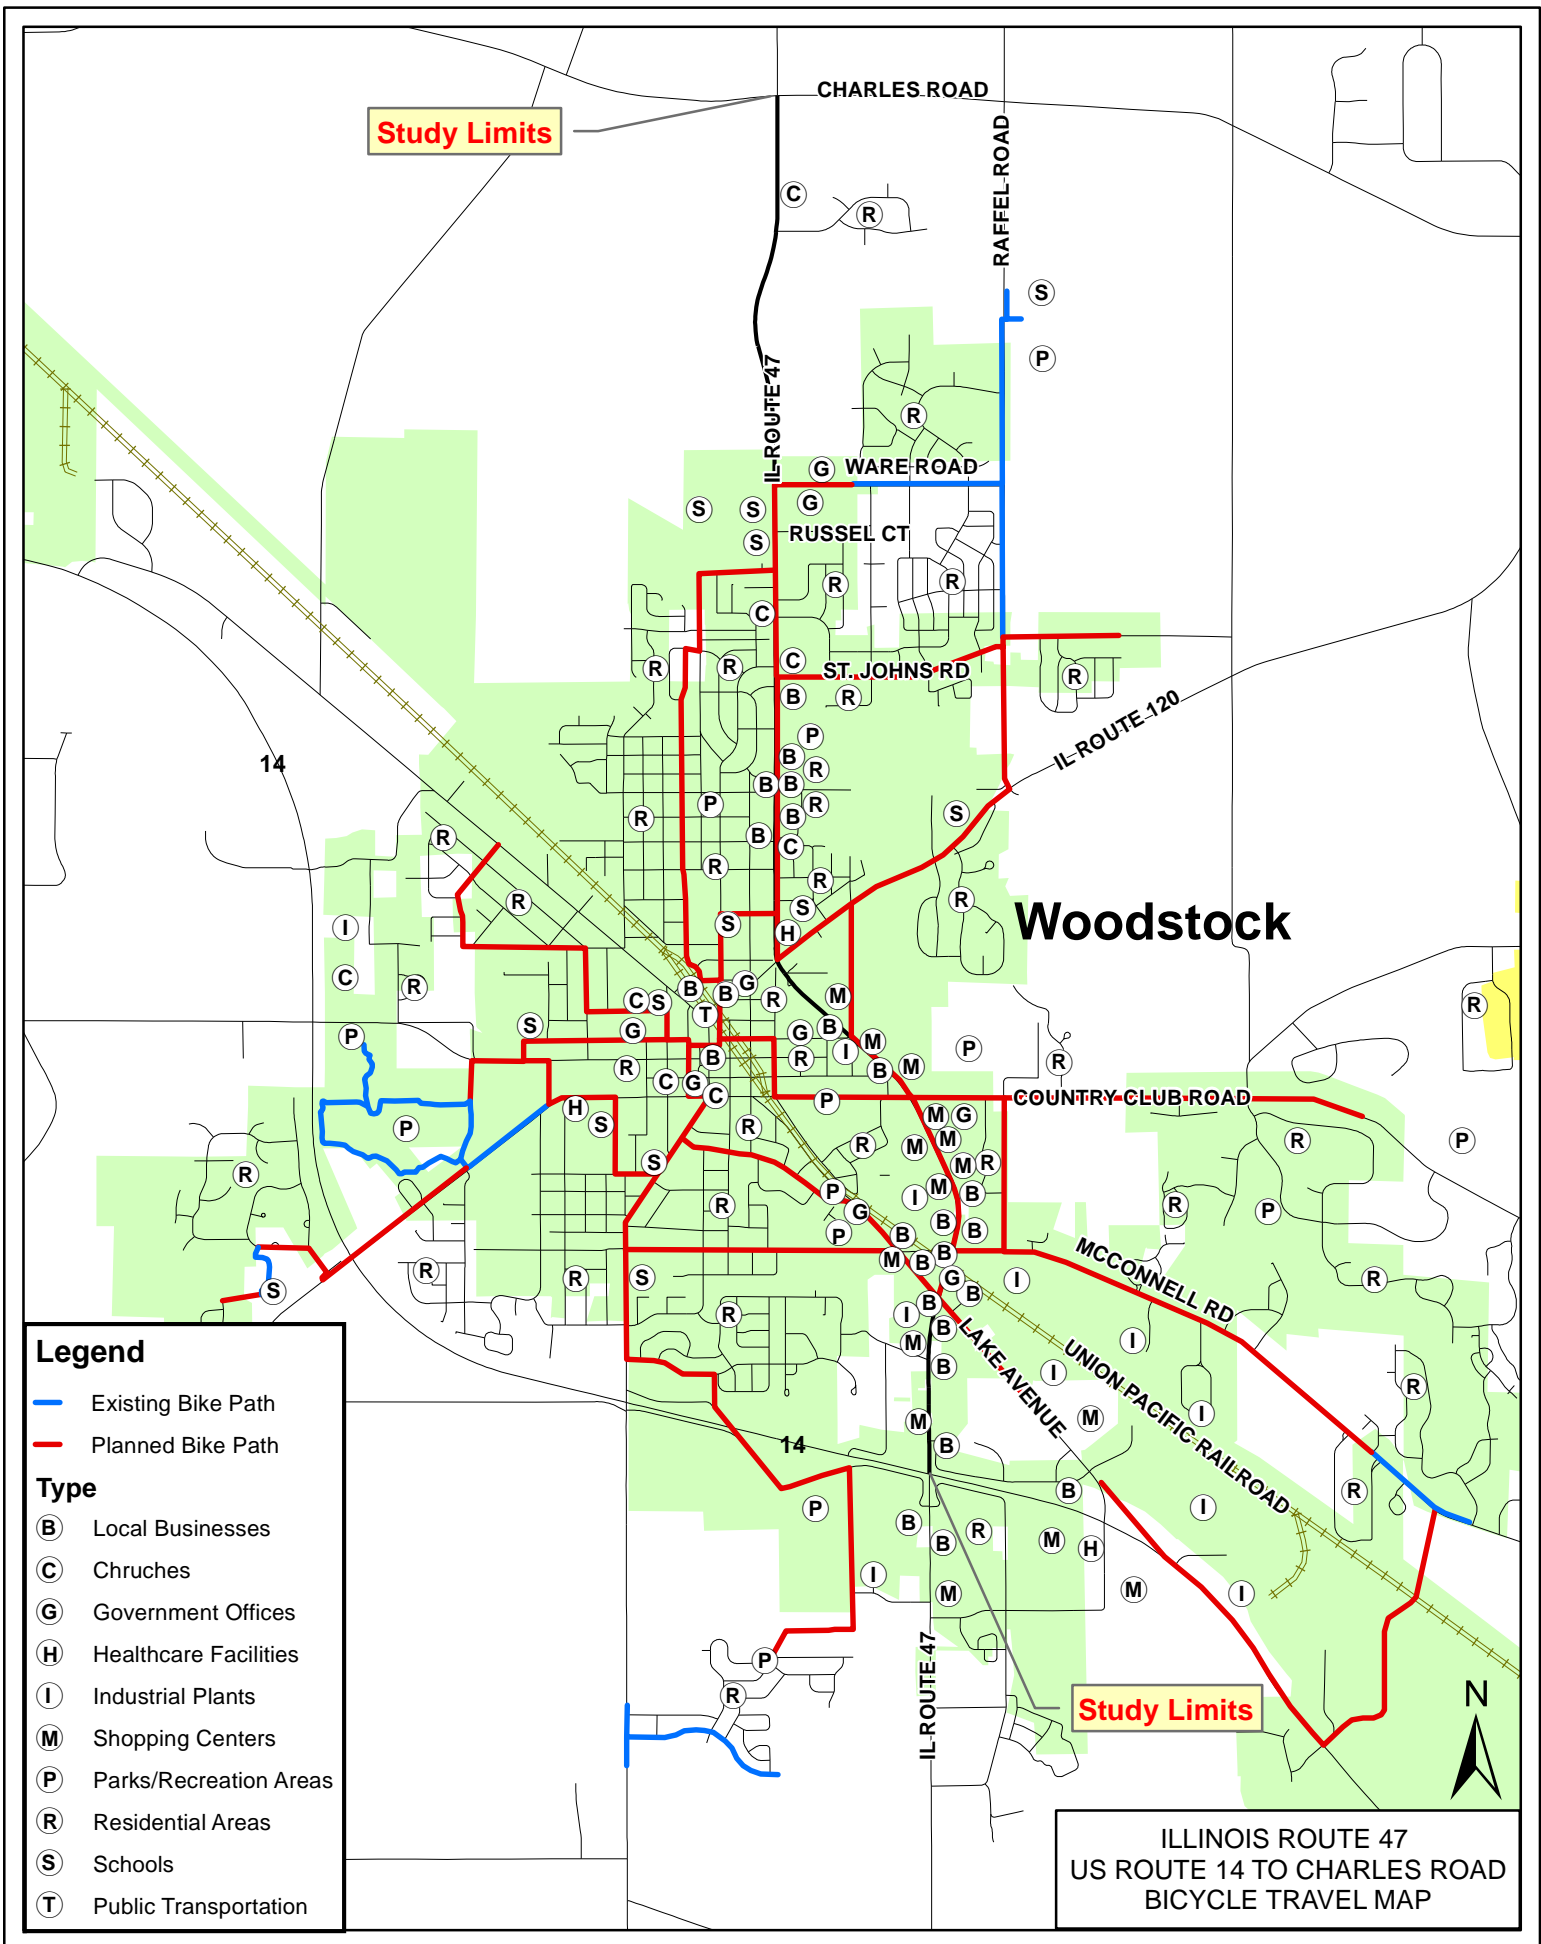 CHARLES ROAD
Study Limits
RAFFEL ROAD
C
R
S
P
IL ROUTE 47
R
G
WARE ROAD
S
S
G
S
RUSSEL CT
R
R
C
C
R
R
ST. JOHNS RD
R
B
R
IL ROUTE 120
P
B
R
14
B
B
P
R
B
S
R
B
R
C
R
R
R
R
S
Woodstock
I
S
H
C
R
B
B
G
R
M
R
C
S
T
P
S
G
G
B
I
M
P
R
B
R
B
M
R
C
G
C
P
COUNTRY CLUB ROAD
H
S
P
R
R
M
G
M
M
R
P
S
M
R
R
R
P
I
M
B
R
P
G
P
B
B
B
MCCONNELL RD
M
B
B
R
R
S
G
I
R
S
B
B
I
R
B
I
M
B
LAKE AVENUE
UNION PACIFIC RAILROAD
I
R
M
M
I
14
B
B
R
P
I
B
B
R
M
H
I
M
M
I
IL ROUTE 47
P
R
Study Limits
N
Legend
Existing Bike Path
Planned Bike Path
Type
B Local Businesses
C Chruches
G Government Offices
H Healthcare Facilities
I Industrial Plants
M Shopping Centers
P Parks/Recreation Areas
R Residential Areas
S Schools
T Public Transportation
ILLINOIS ROUTE 47
US ROUTE 14 TO CHARLES ROAD
BICYCLE TRAVEL MAP